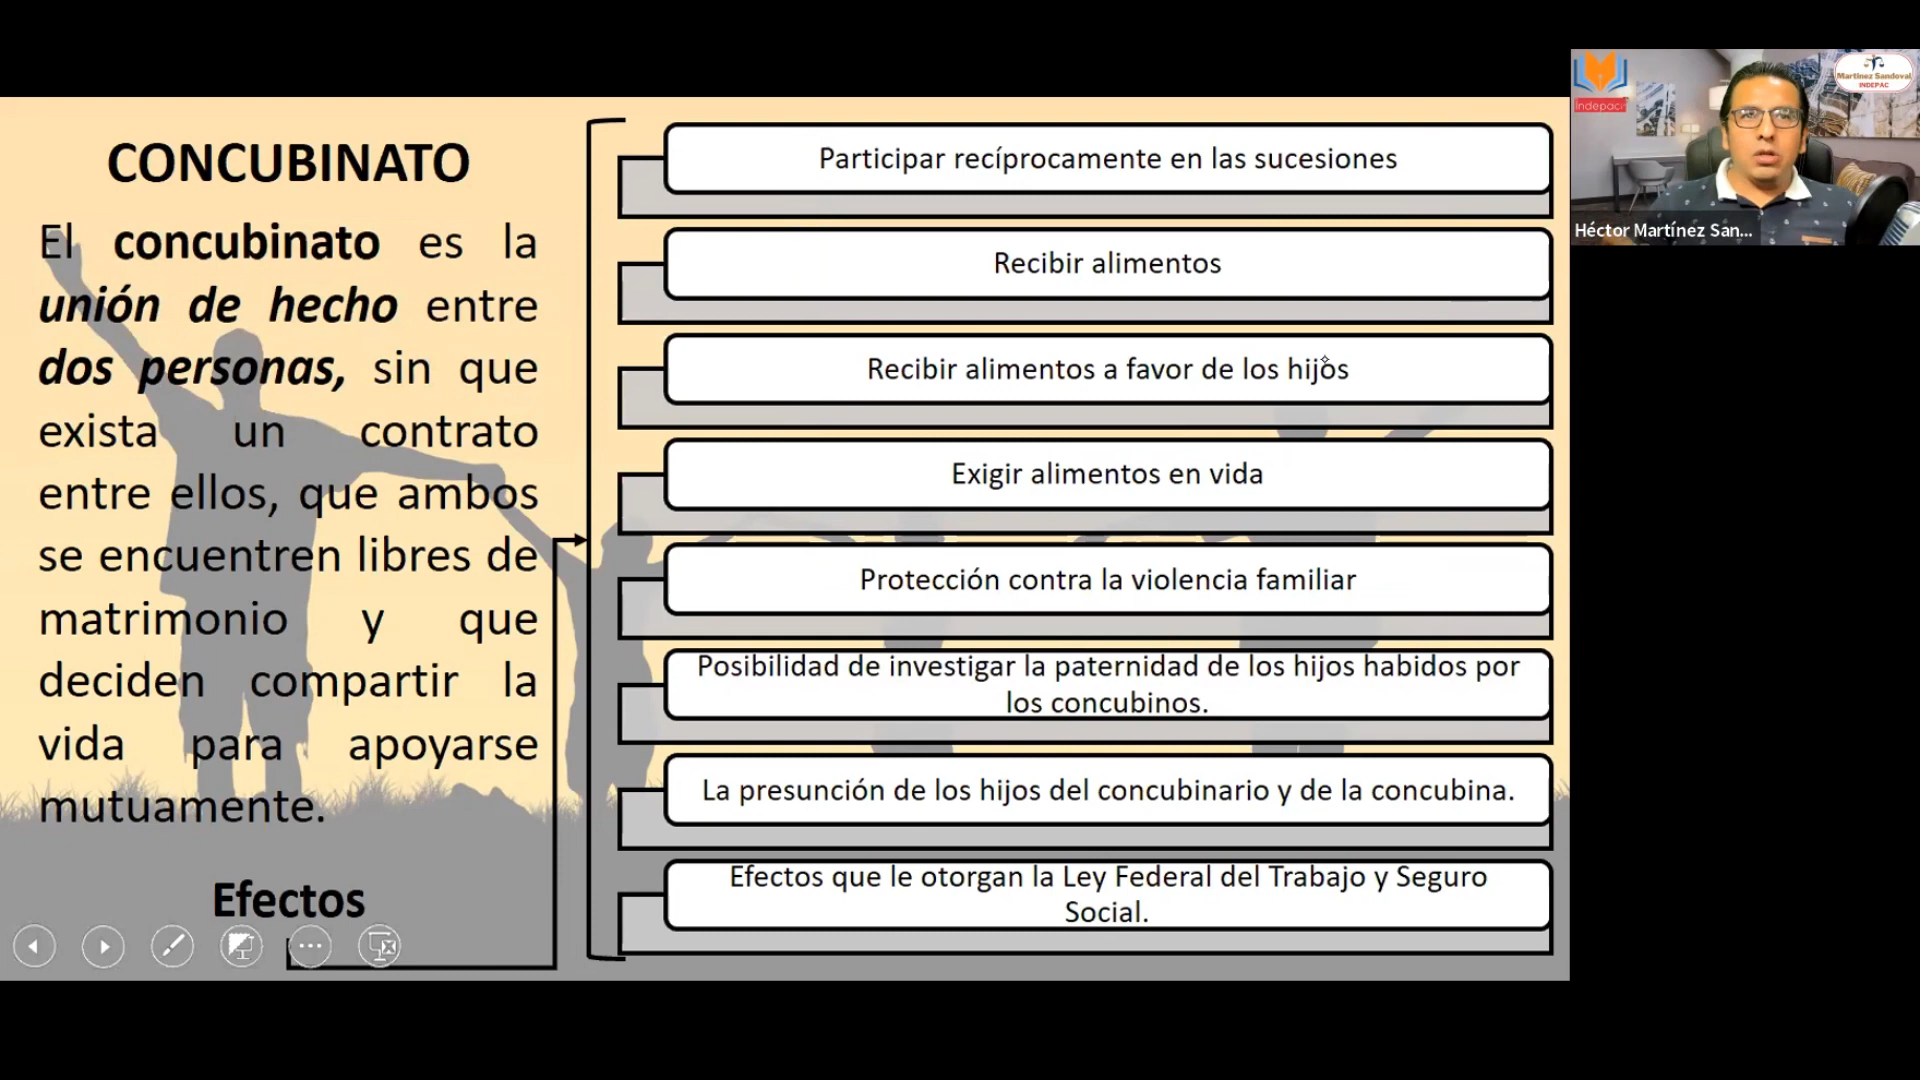 CONCUBINATO
El concubinato es la
unión de hecho entre
dos personas, sin que
exista un contrato
entre ellos, que ambos
se encuentren libres de
matrimonio y que
deciden compartir la
vida para apoyarse
mutuamente.
Efectos
Participar recíprocamente en las sucesiones
Recibir alimentos
Recibir alimentos a favor de los hijos
Exigir alimentos en vida
Protección contra la violencia familiar
Posibilidad de investigar la paternidad de los hijos habidos por
los concubinos.
La presunción de los hijos del concubinario y de la concubina.
Efectos que le otorgan la Ley Federal del Trabajo y Seguro
Social.
Indepac
Martínez Sandoval
INDEPAC
Héctor Martínez San...